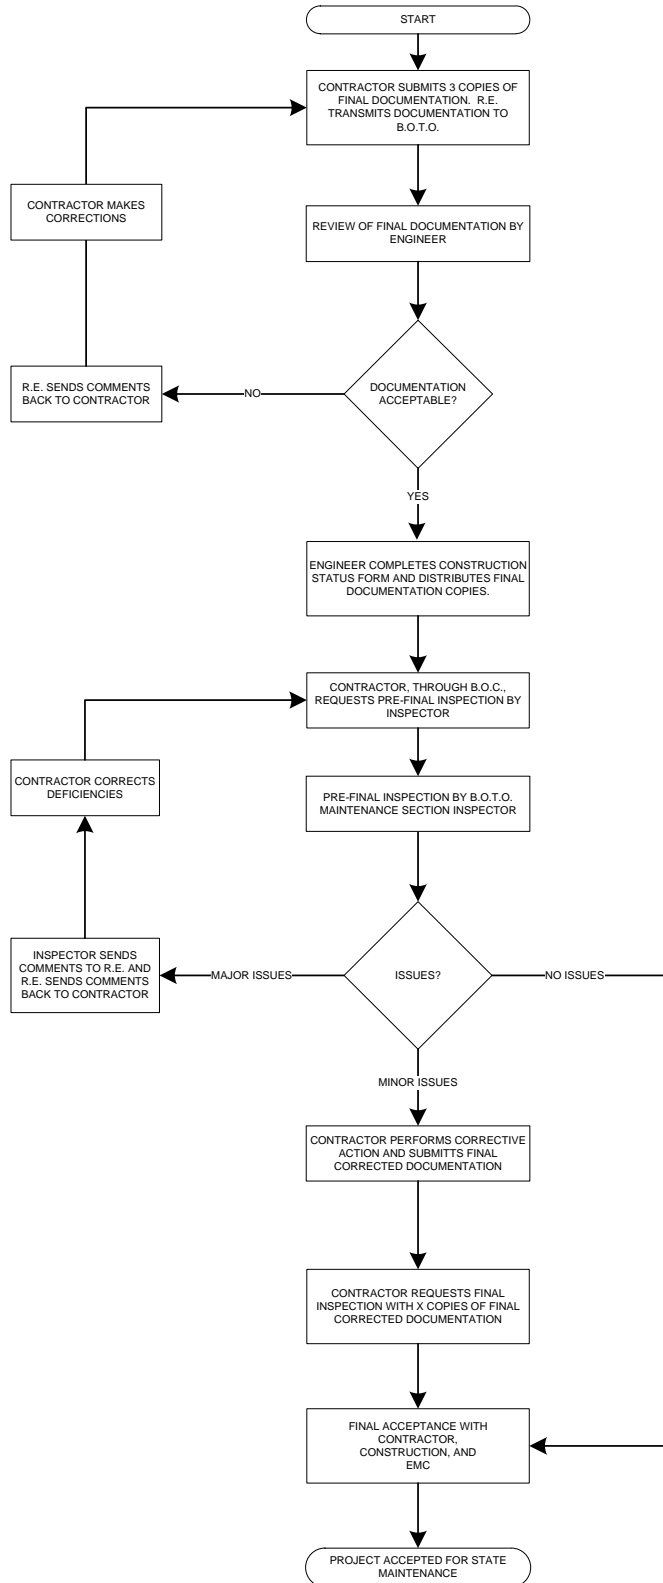 START
CONTRACTOR SUBMITS 3 COPIES OF
FINAL DOCUMENTATION. R.E.
TRANSMITS DOCUMENTATION TO
B.O.T.O.
CONTRACTOR MAKES
CORRECTIONS
REVIEW OF FINAL DOCUMENTATION BY
ENGINEER
R.E. SENDS COMMENTS
BACK TO CONTRACTOR
NO
DOCUMENTATION
ACCEPTABLE?
YES
ENGINEER COMPLETES CONSTRUCTION
STATUS FORM AND DISTRIBUTES FINAL
DOCUMENTATION COPIES.
CONTRACTOR, THROUGH B.O.C.,
REQUESTS PRE-FINAL INSPECTION BY
INSPECTOR
CONTRACTOR CORRECTS
DEFICIENCIES
PRE-FINAL INSPECTION BY B.O.T.O.
MAINTENANCE SECTION INSPECTOR
INSPECTOR SENDS
COMMENTS TO R.E. AND
R.E. SENDS COMMENTS
BACK TO CONTRACTOR
MAJOR ISSUES
ISSUES?
NO ISSUES
MINOR ISSUES
CONTRACTOR PERFORMS CORRECTIVE
ACTION AND SUBMITTS FINAL
CORRECTED DOCUMENTATION
CONTRACTOR REQUESTS FINAL
INSPECTION WITH X COPIES OF FINAL
CORRECTED DOCUMENTATION
FINAL ACCEPTANCE WITH
CONTRACTOR,
CONSTRUCTION, AND
EMC
PROJECT ACCEPTED FOR STATE
MAINTENANCE